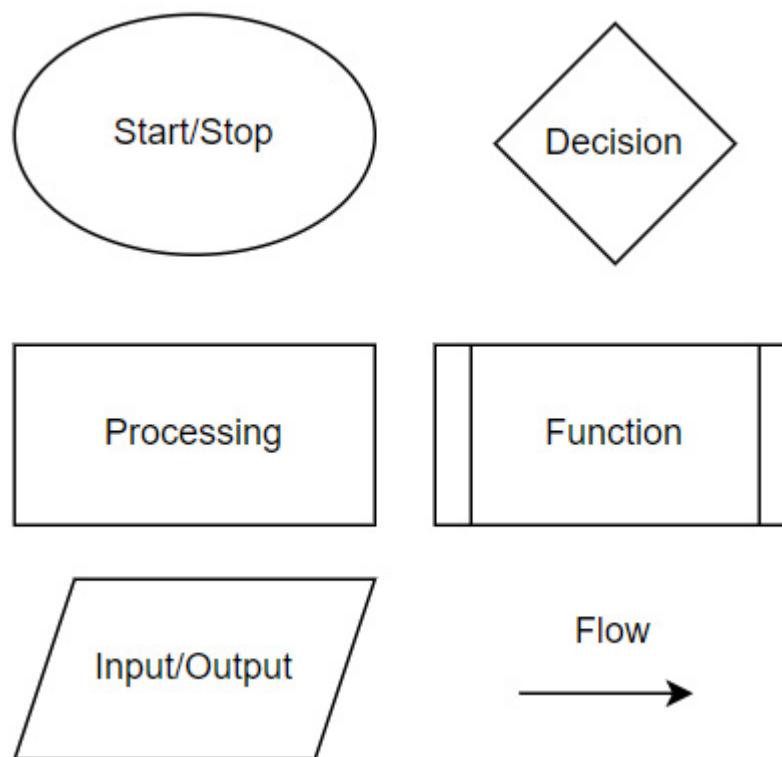 Start/Stop
Decision
Processing
Function
Input/Output
Flow